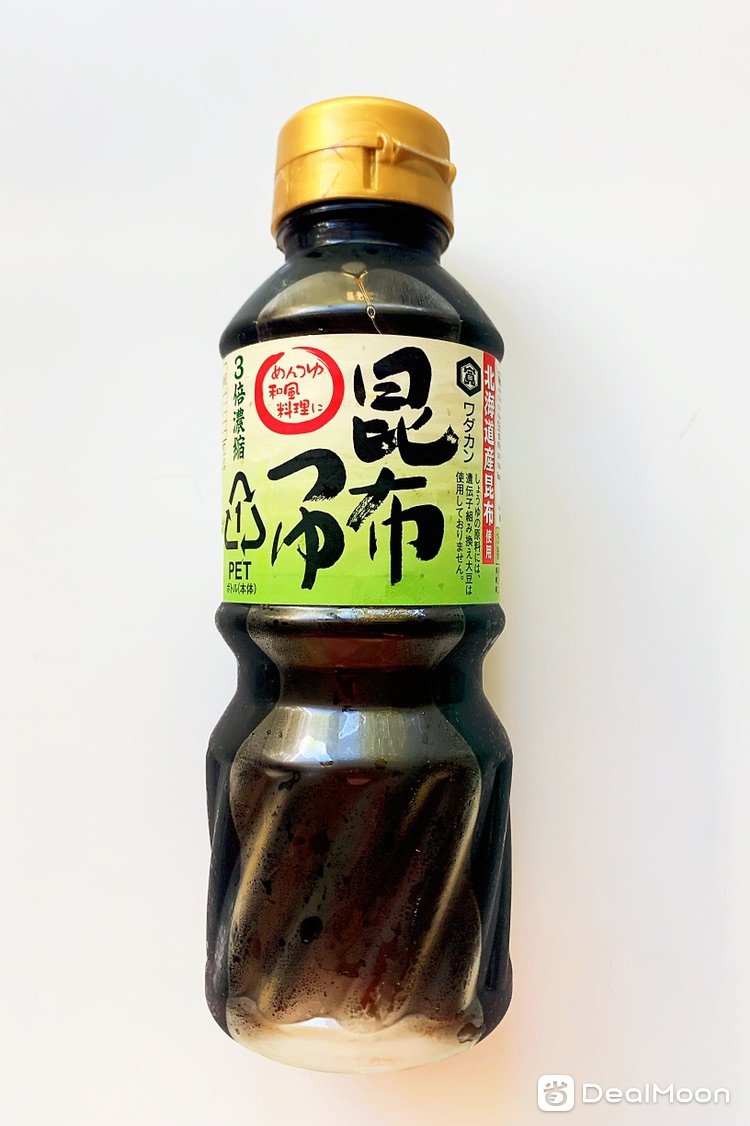 北海道産昆布使用
ワダカン
しょうゆの原料には、
遺伝子組み換え大豆は
使用しておりません。
昆布
つゆ
めんつゆ
和風
料理に
3倍濃縮
1
PET
ボトル(本体)
DealMoon